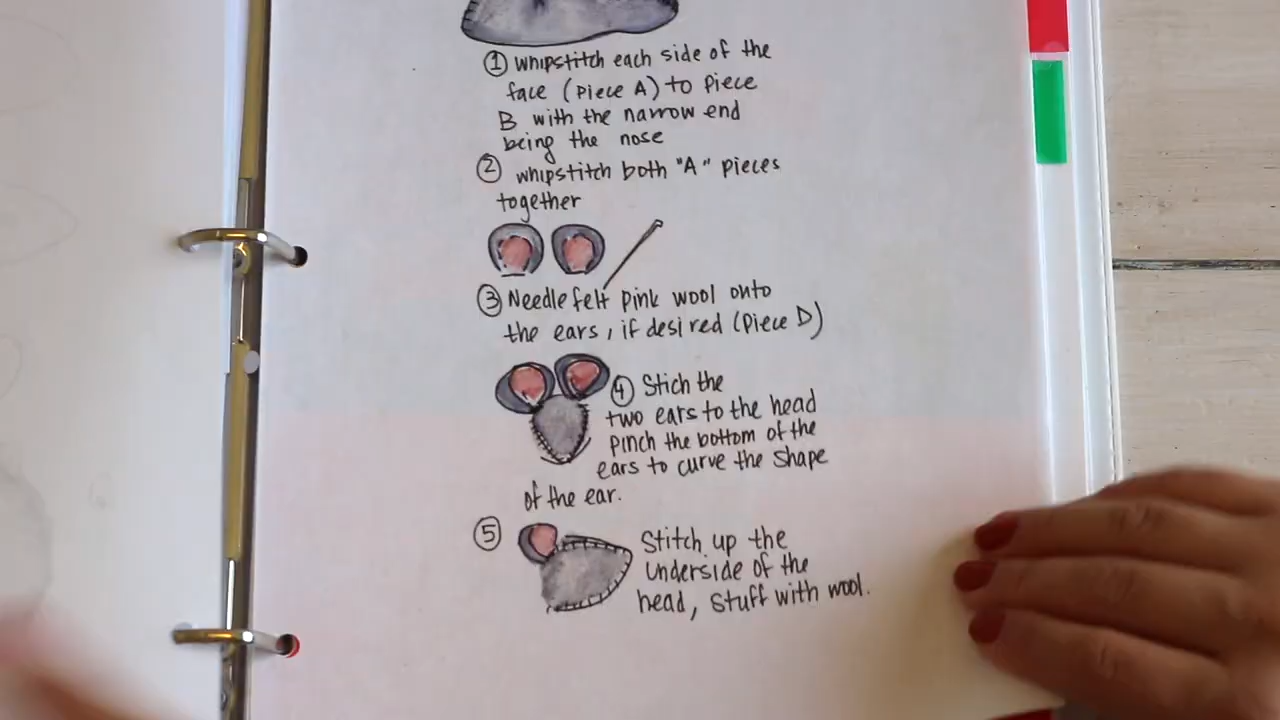 ① whipstitch each side of the
face (Piece A) to Piece
B with the narrow end
being the nose
② whipstitch both "A" pieces
together
③ Needle felt pink wool onto
the ears, if desired (Piece D)
④ Stich the
two ears to the head
Pinch the bottom of the
ears to curve the shape
of the ear.
⑤ Stitch up the
underside of the
head, stuff with wool.